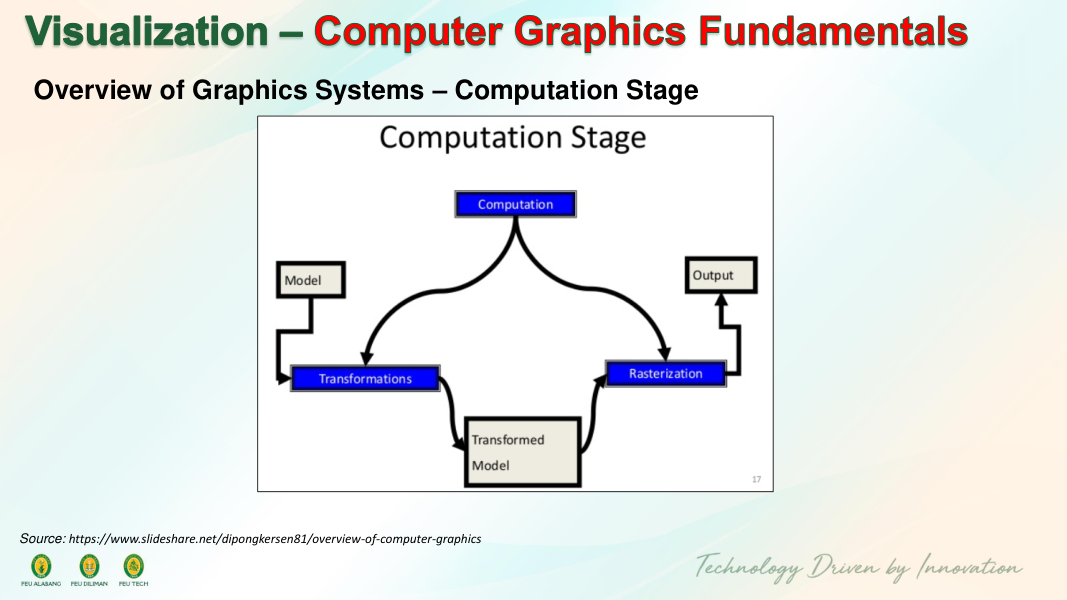 Visualization – Computer Graphics Fundamentals
Overview of Graphics Systems – Computation Stage
Computation Stage
Computation
Model
Output
Transformations
Rasterization
Transformed
Model
17
Source: https://www.slideshare.net/dipongkersen81/overview-of-computer-graphics
FEU ALABANG FEU DILIMAN FEU TECH
Technology Driven by Innovation